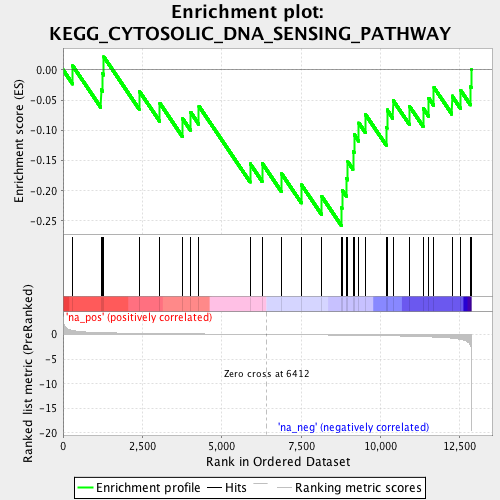 Enrichment plot:
KEGG_CYTOSOLIC_DNA_SENSING_PATHWAY
Enrichment score (ES)
0.00
-0.05
-0.10
-0.15
-0.20
-0.25
'na_pos' (positively correlated)
Ranked list metric (PreRanked)
0
-5
-10
-15
-20
Zero cross at 6412
'na_neg' (negatively correlated)
0
2,500
5,000
7,500
10,000
12,500
Rank in Ordered Dataset
Enrichment profile
Hits
Ranking metric scores